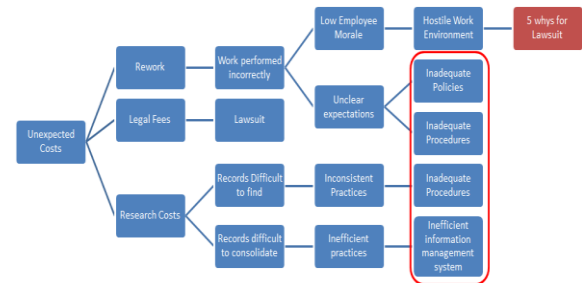 Unexpected
Costs
Rework
Legal Fees
Research Costs
Work performed
incorrectly
Lawsuit
Records Difficult
to find
Records difficult
to consolidate
Low Employee
Morale
Unclear
expectations
Inconsistent
Practices
Inefficient
practices
Hostile Work
Environment
Inadequate
Policies
Inadequate
Procedures
Inadequate
Procedures
Inefficient
information
management
system
5 whys for
Lawsuit